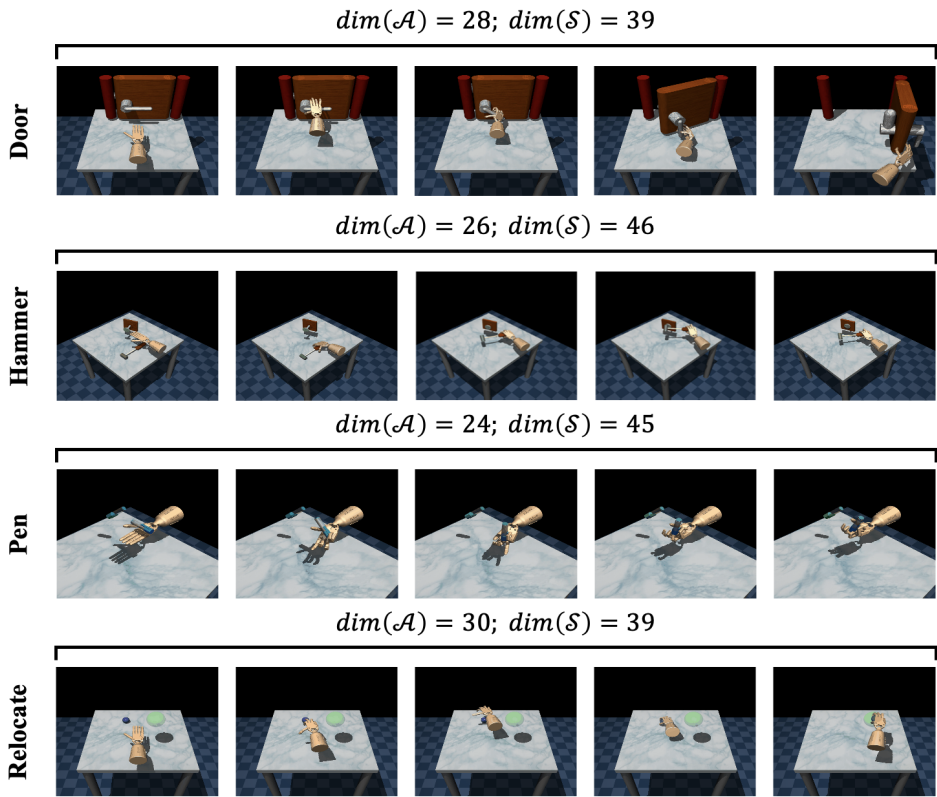 dim(𝒜) = 28; dim(𝒮) = 39
Door
dim(𝒜) = 26; dim(𝒮) = 46
Hammer
dim(𝒜) = 24; dim(𝒮) = 45
Pen
dim(𝒜) = 30; dim(𝒮) = 39
Relocate